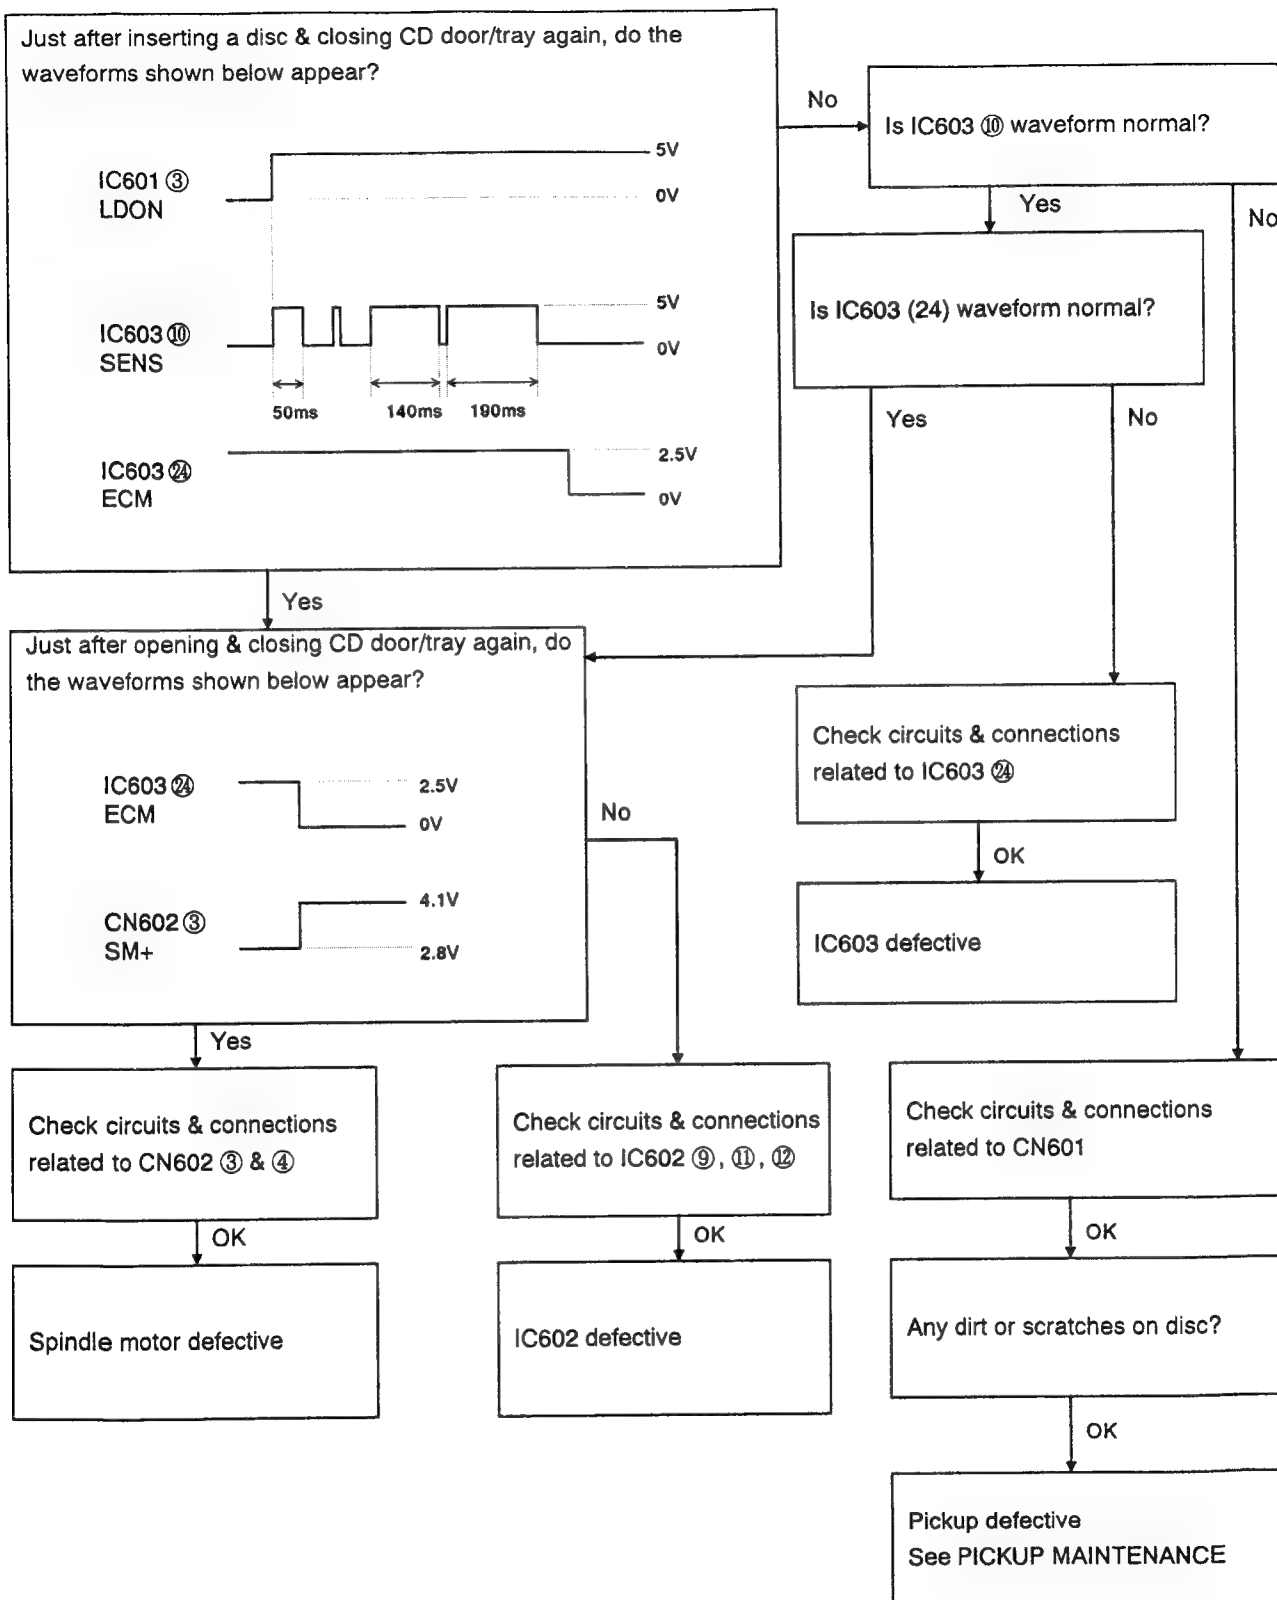 Just after inserting a disc & closing CD door/tray again, do the
waveforms shown below appear?
IC601 ③
LDON
5V
0V
IC603 ⑩
SENS
5V
0V
50ms
140ms
190ms
IC603 ㉔
ECM
2.5V
0V
No
Is IC603 ⑩ waveform normal?
Yes
No
Is IC603 (24) waveform normal?
Yes
No
Yes
Just after opening & closing CD door/tray again, do
the waveforms shown below appear?
IC603 ㉔
ECM
2.5V
0V
CN602 ③
SM+
4.1V
2.8V
No
Check circuits & connections
related to IC603 ㉔
OK
IC603 defective
Yes
Check circuits & connections
related to CN602 ③ & ④
OK
Spindle motor defective
Check circuits & connections
related to IC602 ⑨, ⑪, ⑫
OK
IC602 defective
Check circuits & connections
related to CN601
OK
Any dirt or scratches on disc?
OK
Pickup defective
See PICKUP MAINTENANCE